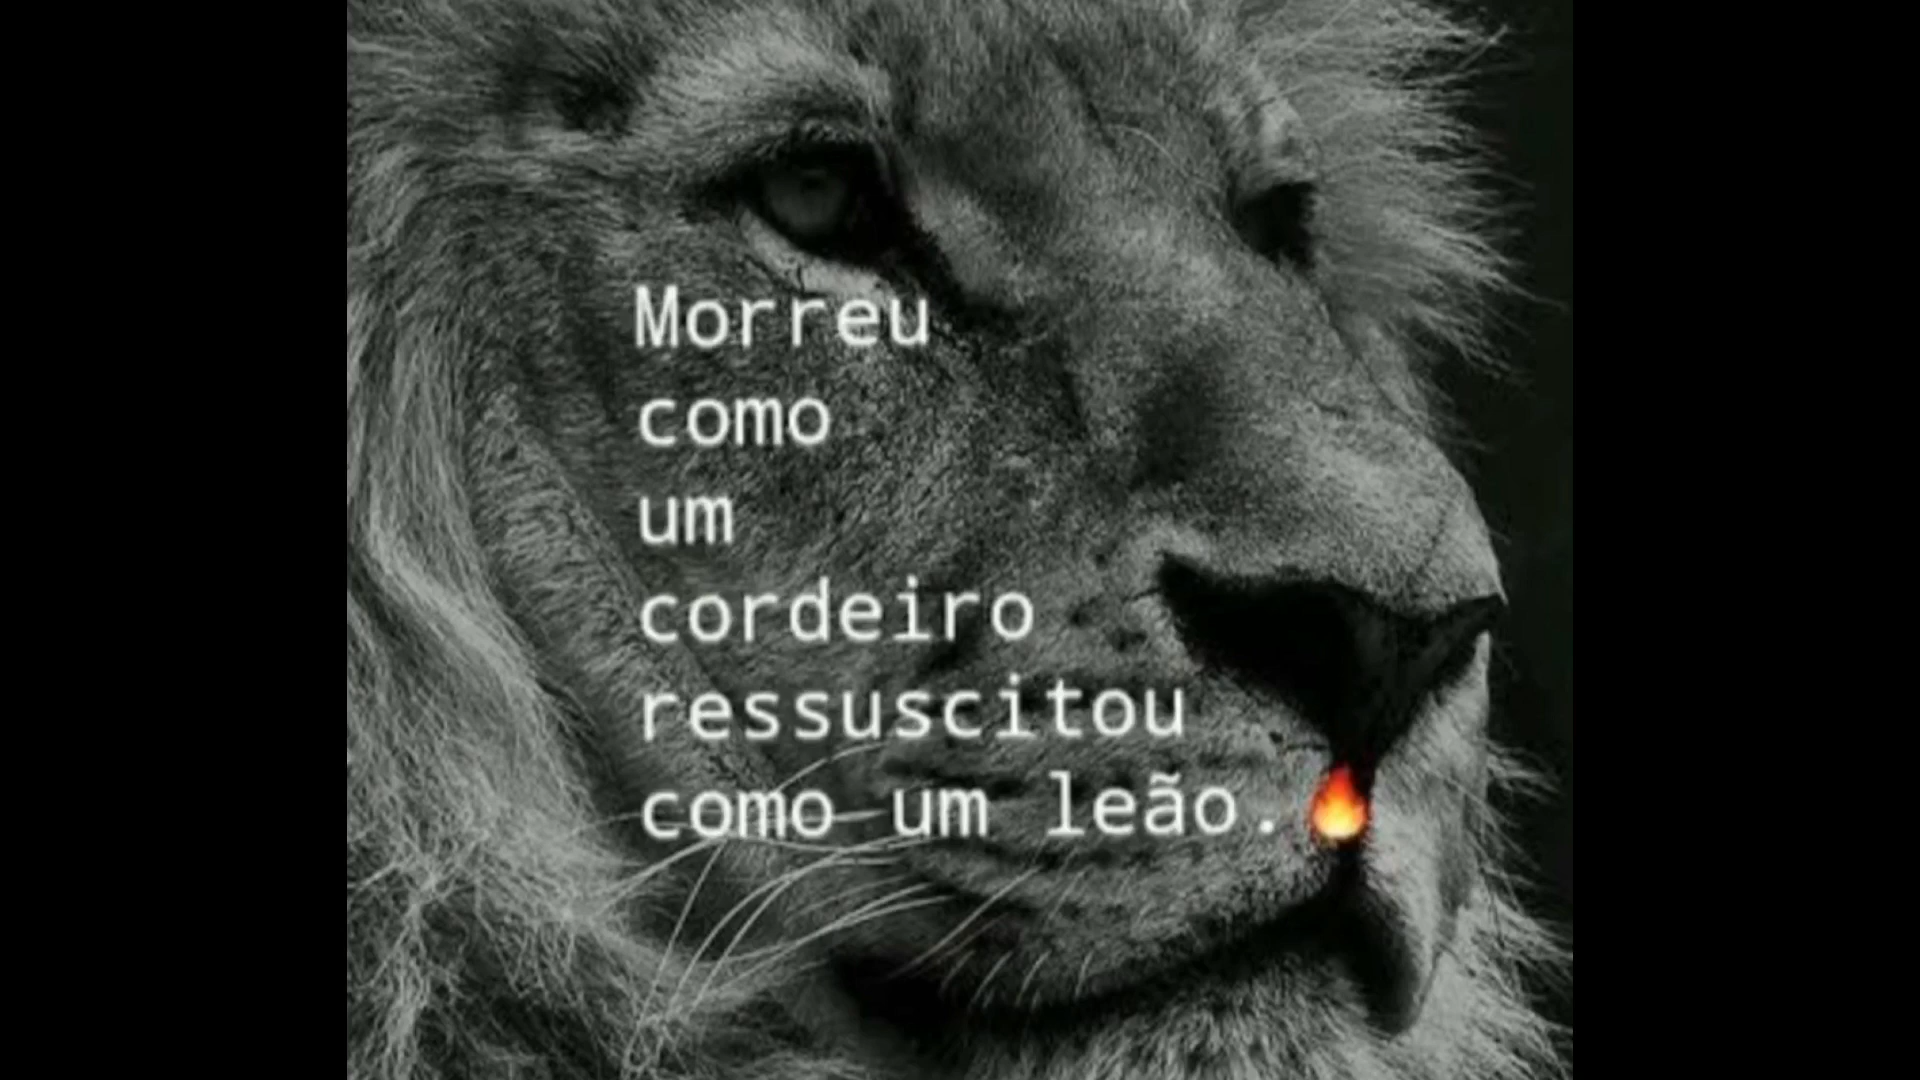 Morreu
como
um
cordeiro
ressuscitou
como um leão.🔥